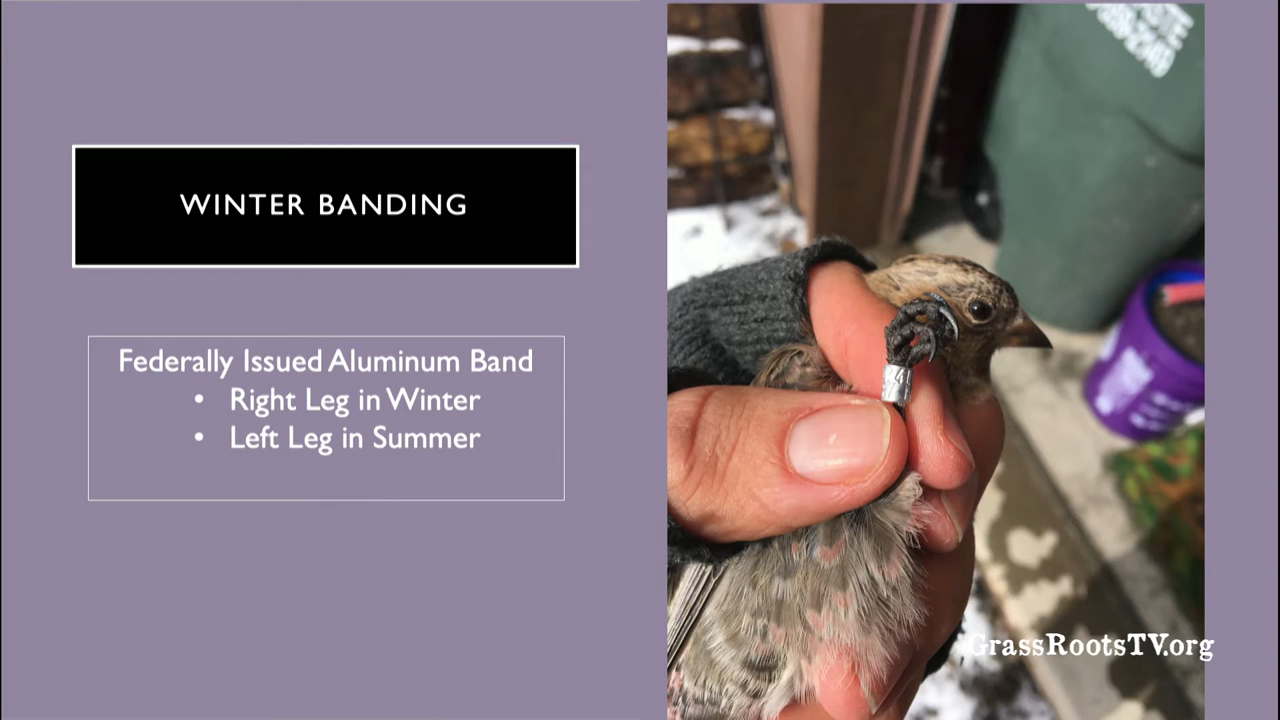 WINTER BANDING
Federally Issued Aluminum Band
• Right Leg in Winter
• Left Leg in Summer
GrassRootsTV.org